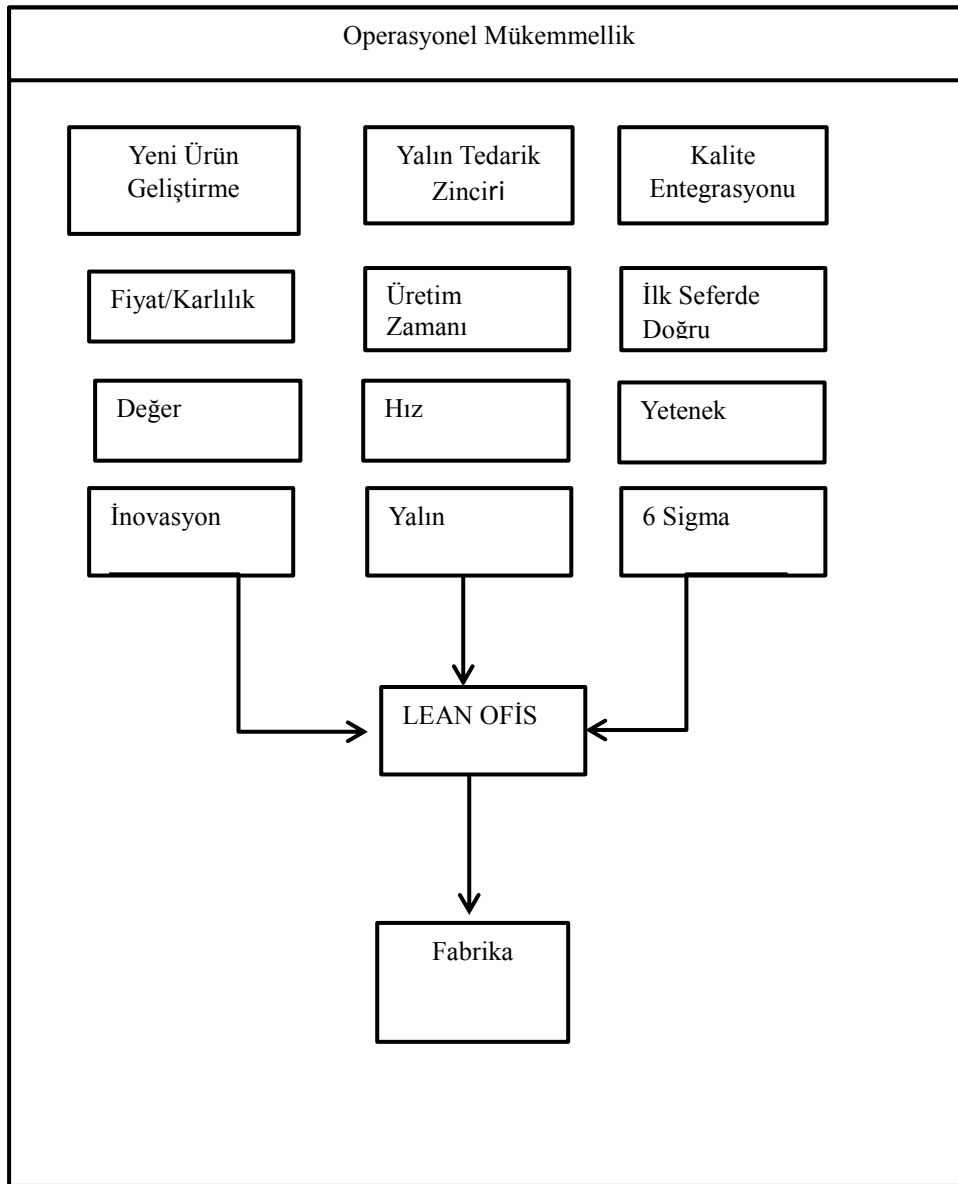 Operasyonel Mükemmellik
Yeni Ürün
Geliştirme
Yalın Tedarik
Zinciri
Kalite
Entegrasyonu
Fiyat/Karlılık
Üretim
Zamanı
İlk Seferde
Doğru
Değer
Hız
Yetenek
İnovasyon
Yalın
6 Sigma
LEAN OFİS
Fabrika